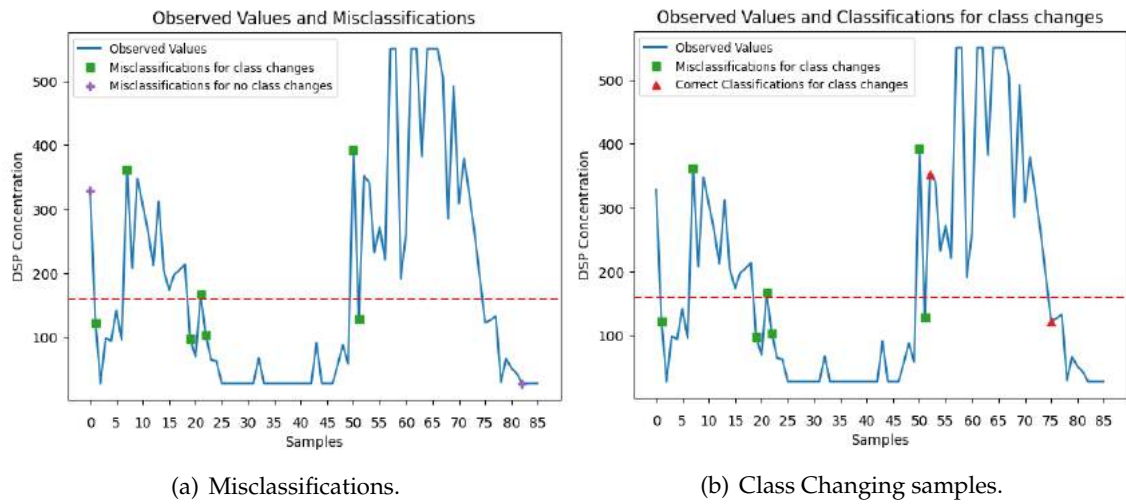 Observed Values and Misclassifications
Observed Values
Misclassifications for class changes
Misclassifications for no class changes
DSP Concentration
500
400
300
200
100
0 5 10 15 20 25 30 35 40 45 50 55 60 65 70 75 80 85
Samples
(a) Misclassifications.
Observed Values and Classifications for class changes
Observed Values
Misclassifications for class changes
Correct Classifications for class changes
DSP Concentration
500
400
300
200
100
0 5 10 15 20 25 30 35 40 45 50 55 60 65 70 75 80 85
Samples
(b) Class Changing samples.